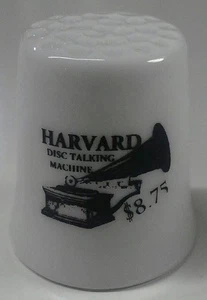 HARVARD
DISC TALKING
MACHINE
$8.75